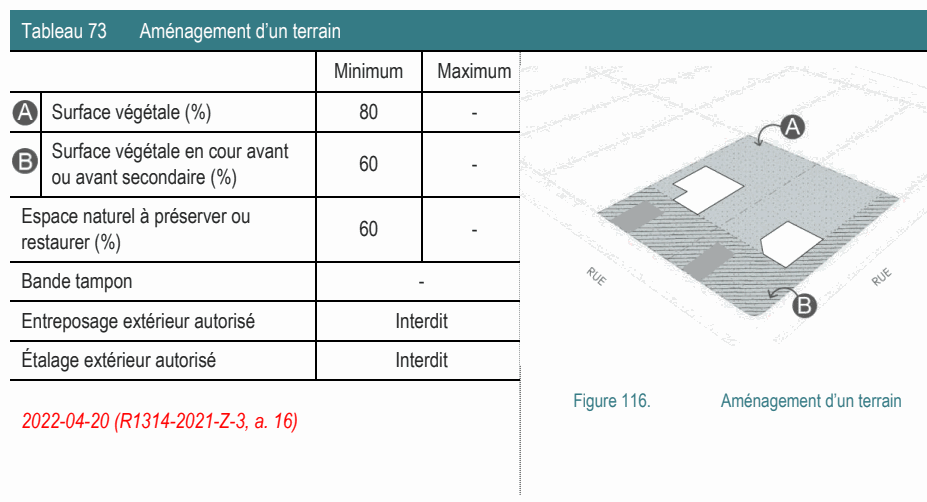 Tableau 73 Aménagement d'un terrain
Minimum Maximum
A Surface végétale (%) 80 -
B Surface végétale en cour avant
ou avant secondaire (%) 60 -
Espace naturel à préserver ou
restaurer (%) 60 -
Bande tampon -
Entreposage extérieur autorisé Interdit
Étalage extérieur autorisé Interdit
2022-04-20 (R1314-2021-Z-3, a. 16)
A
RUE
RUE
B
Figure 116. Aménagement d'un terrain